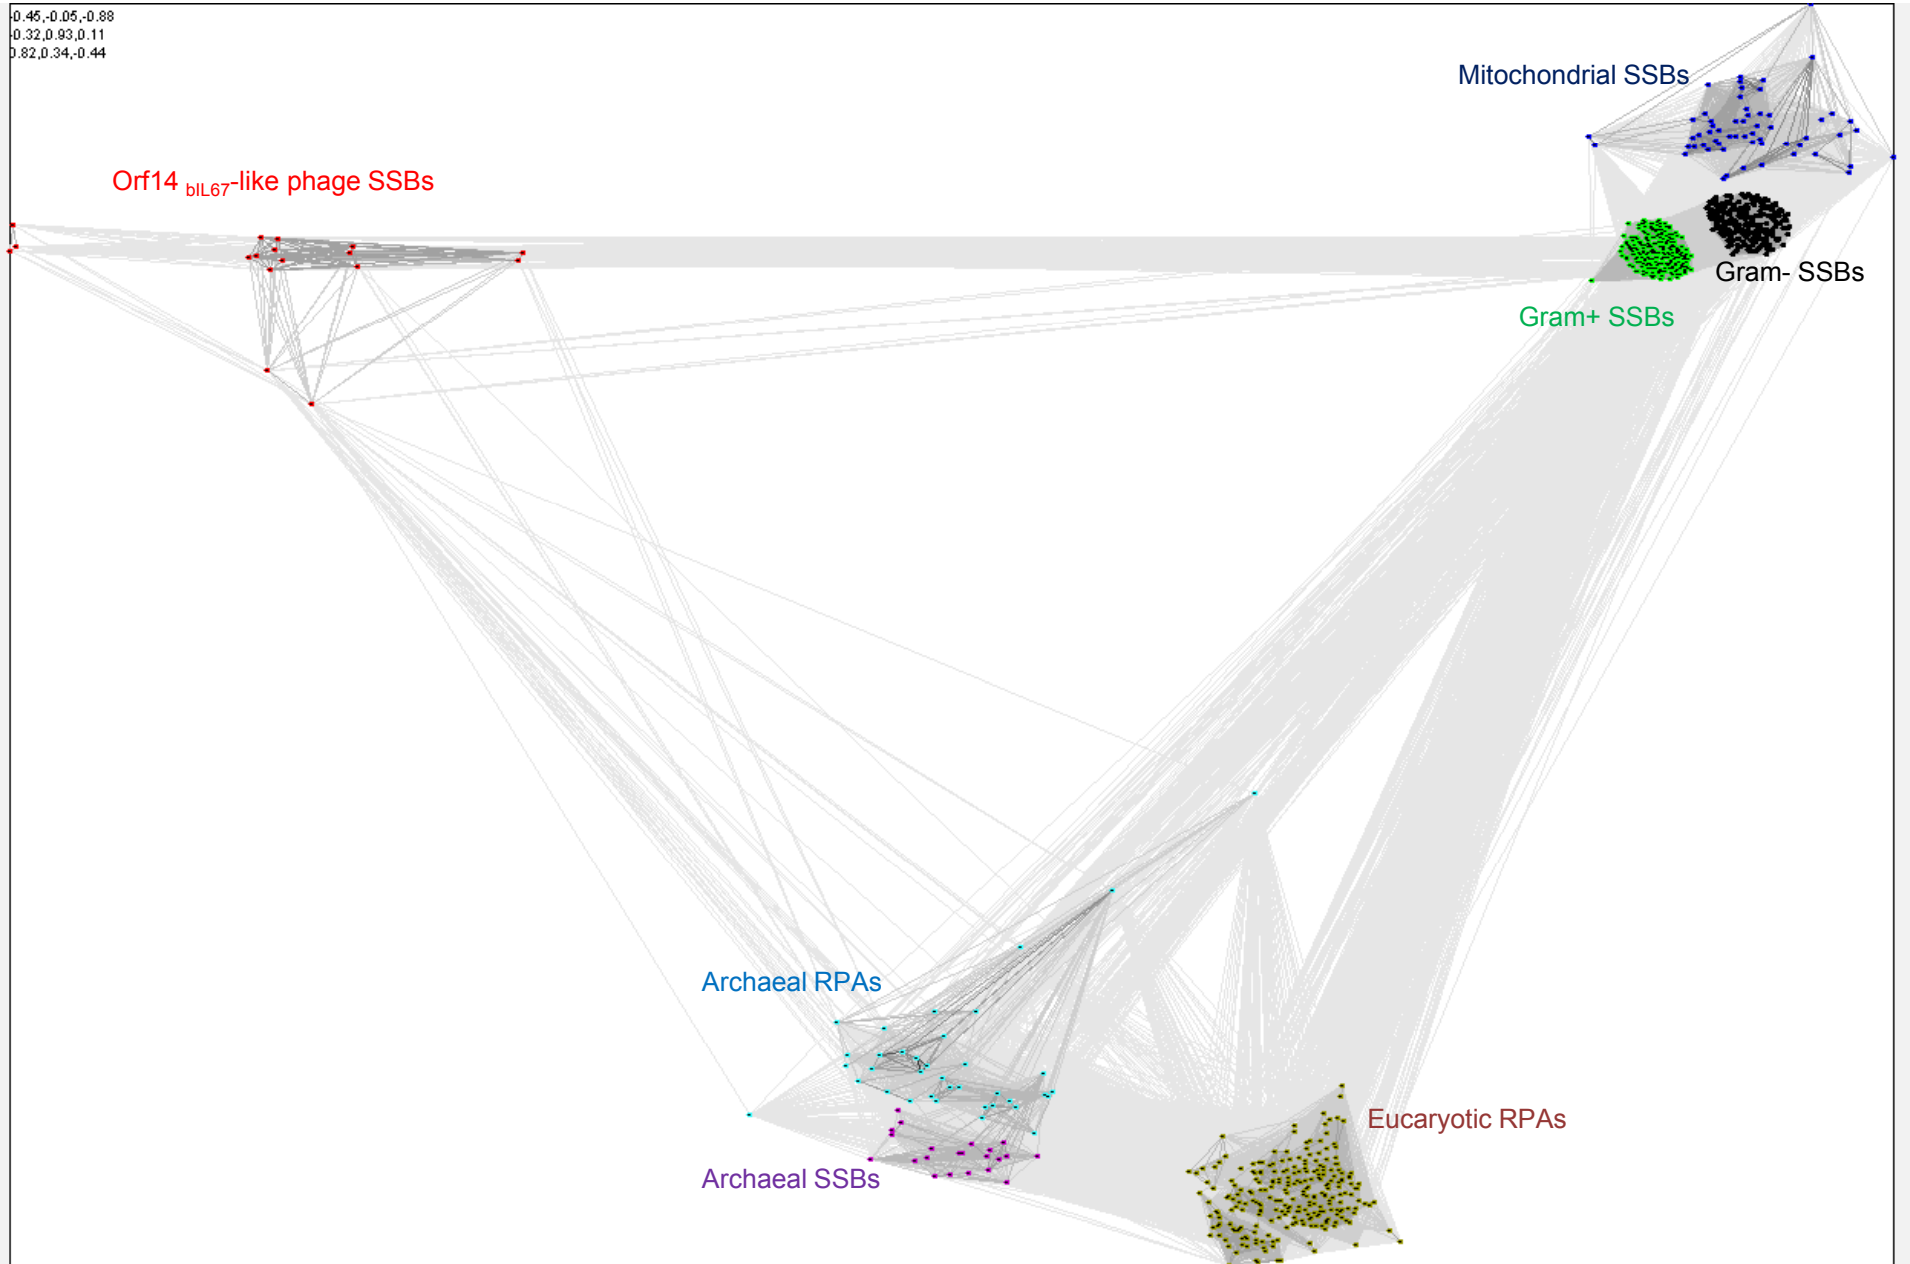 0.45,-0.05,-0.88
-0.32,0.93,0.11
0.82,0.34,-0.44
Mitochondrial SSBs
Orf14 bIL67-like phage SSBs
Gram- SSBs
Gram+ SSBs
Archaeal RPAs
Eucaryotic RPAs
Archaeal SSBs